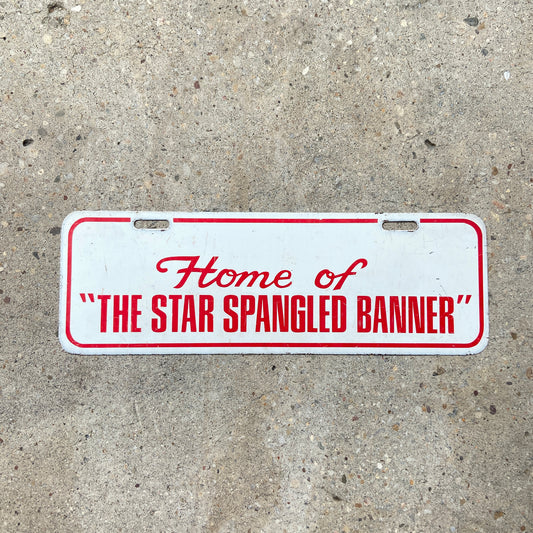 Home of
"THE STAR SPANGLED BANNER"